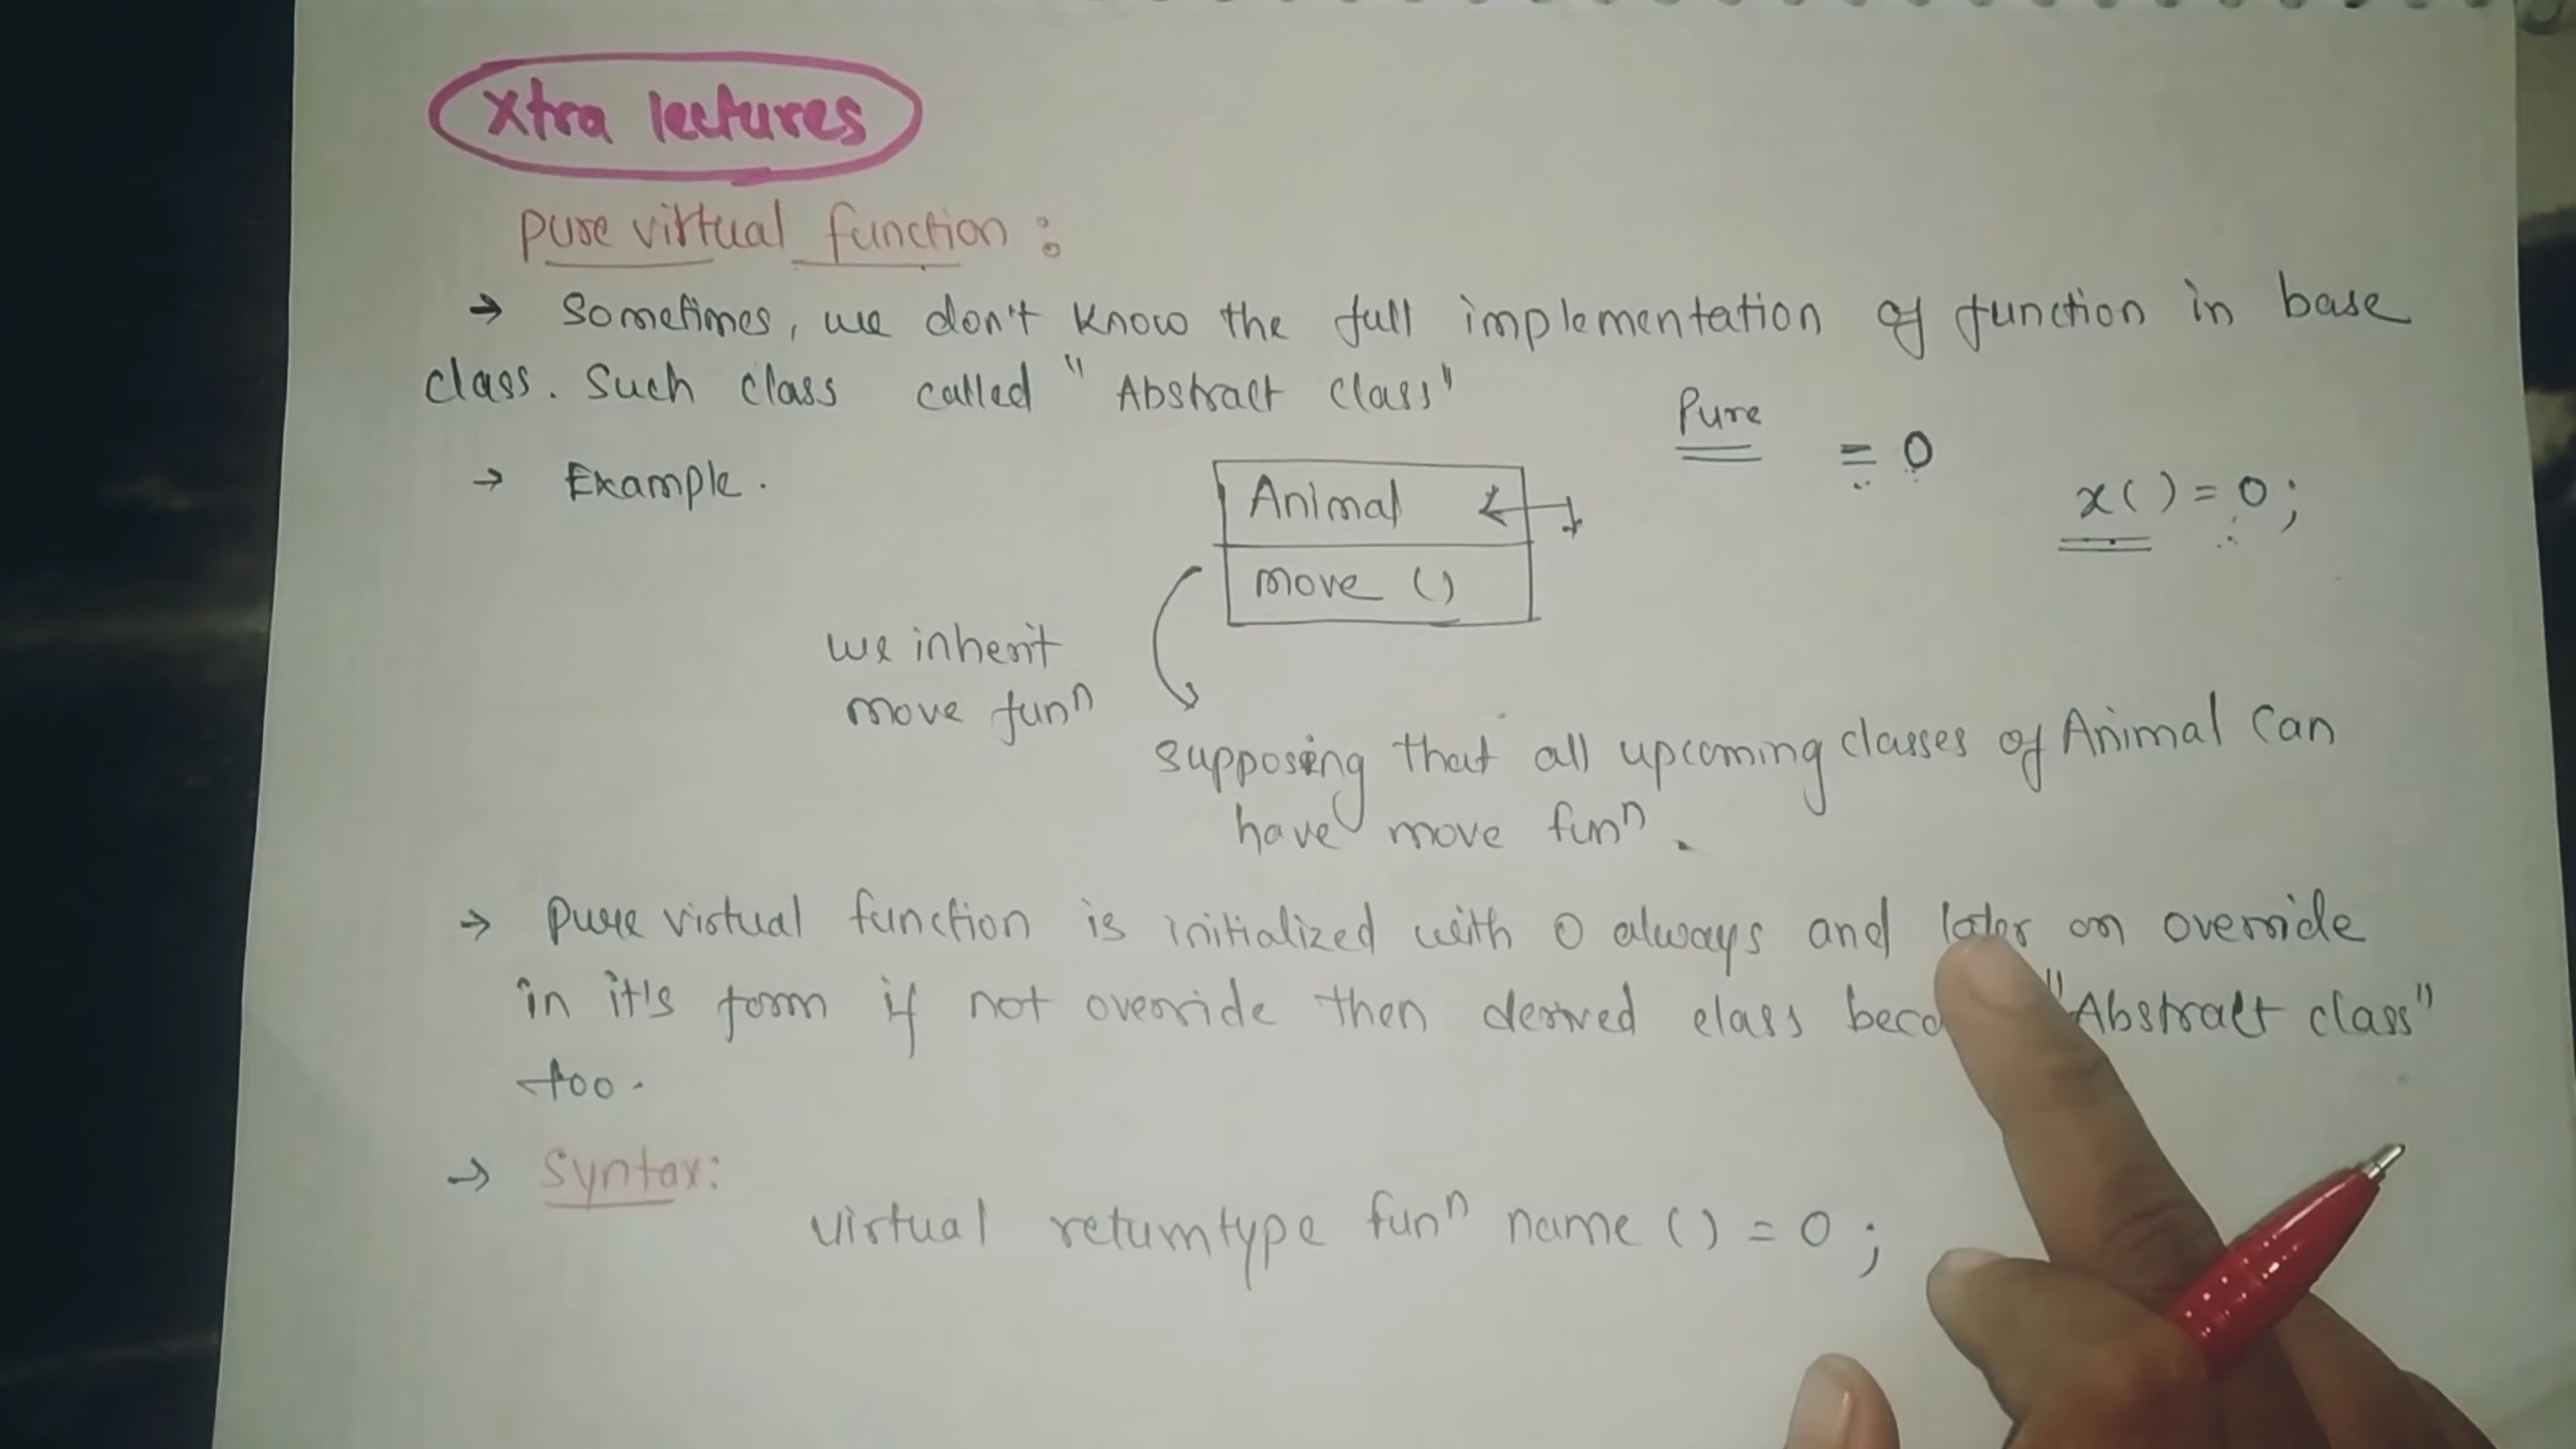 Xtra lectures
pure virtual function :
→ Sometimes, we don't know the full implementation of function in base
class. Such class called "Abstract class"
Pure
= 0
→ Example.
Animal
x() = 0;
move ()
we inherit
move funⁿ
supposing that all upcoming classes of Animal can
have move funⁿ.
→ pure virtual function is initialized with 0 always and later on override
in it's form if not override then derived class "Abstract class"
too.
→ Syntax:
virtual returntype funⁿ name () = 0 ;